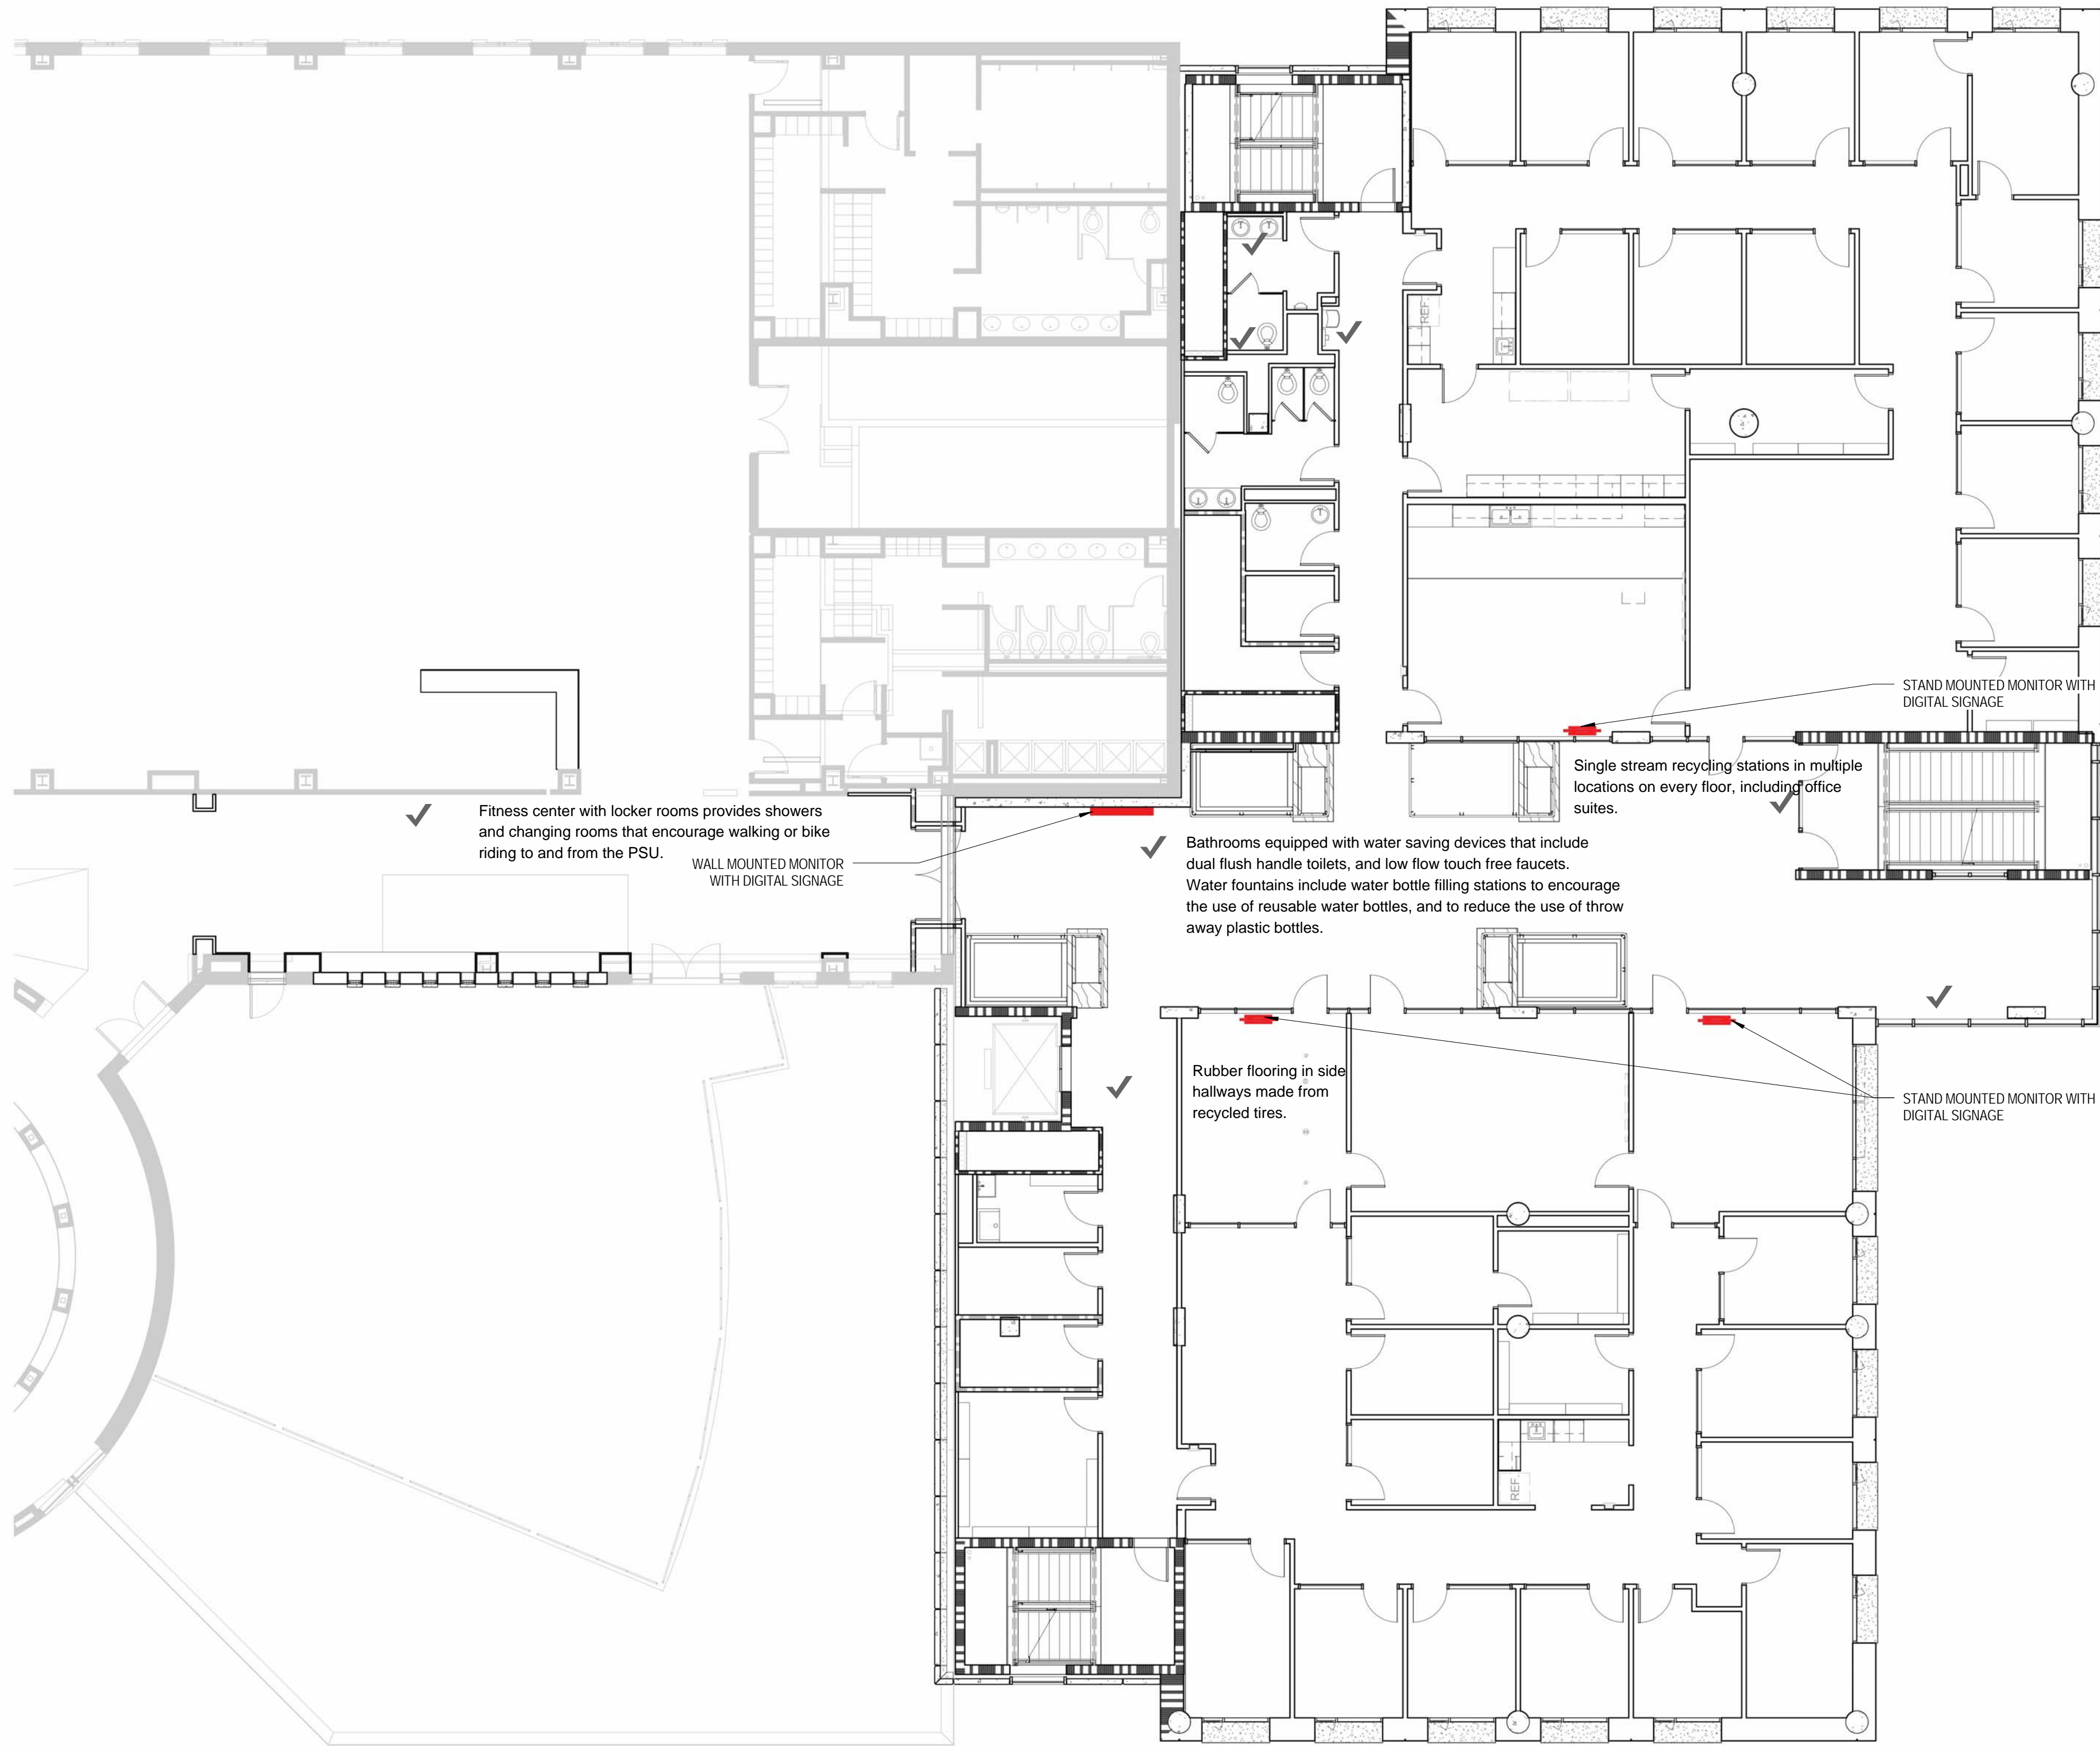 REF
STAND MOUNTED MONITOR WITH
DIGITAL SIGNAGE
Single stream recycling stations in multiple
locations on every floor, including office
suites.
Fitness center with locker rooms provides showers
and changing rooms that encourage walking or bike
riding to and from the PSU.
WALL MOUNTED MONITOR
WITH DIGITAL SIGNAGE
Bathrooms equipped with water saving devices that include
dual flush handle toilets, and low flow touch free faucets.
Water fountains include water bottle filling stations to encourage
the use of reusable water bottles, and to reduce the use of throw
away plastic bottles.
Rubber flooring in side
hallways made from
recycled tires.
STAND MOUNTED MONITOR WITH
DIGITAL SIGNAGE
REF